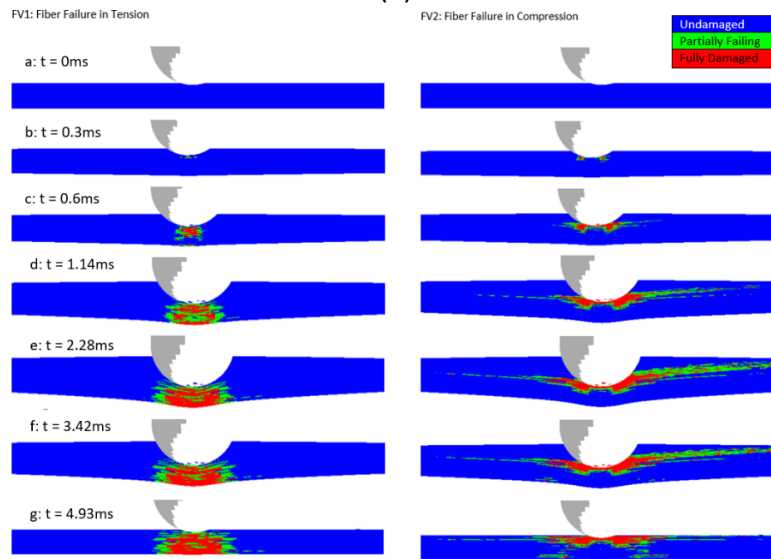 FV1: Fiber Failure in Tension
FV2: Fiber Failure in Compression
Undamaged
Partially Failing
Fully Damaged
a: t = 0ms
b: t = 0.3ms
c: t = 0.6ms
d: t = 1.14ms
e: t = 2.28ms
f: t = 3.42ms
g: t = 4.93ms